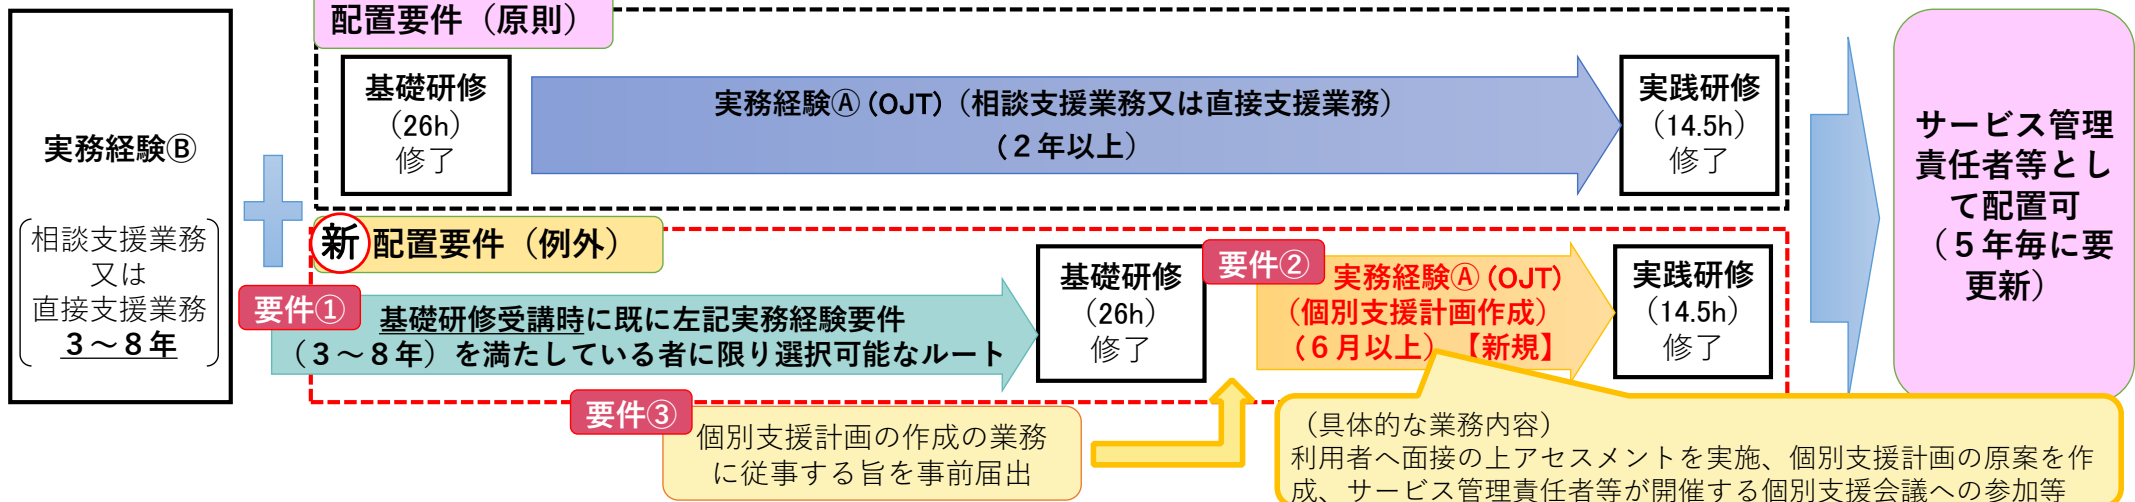 実務経験Ⓑ
相談支援業務
又は
直接支援業務
３～８年
配置要件（原則）
基礎研修
（26h）
修了
実務経験Ⓐ（OJT）（相談支援業務又は直接支援業務）
（２年以上）
実践研修
（14.5h）
修了
新 配置要件（例外）
要件①
基礎研修受講時に既に左記実務経験要件
（３～８年）を満たしている者に限り選択可能なルート
基礎研修
（26h）
修了
要件②
実務経験Ⓐ（OJT）
（個別支援計画作成）
（６月以上）【新規】
実践研修
（14.5h）
修了
要件③
個別支援計画の作成の業務
に従事する旨を事前届出
（具体的な業務内容）
利用者へ面接の上アセスメントを実施、個別支援計画の原案を作
成、サービス管理責任者等が開催する個別支援会議への参加等
サービス管理
責任者等とし
て配置可
（５年毎に要
更新）